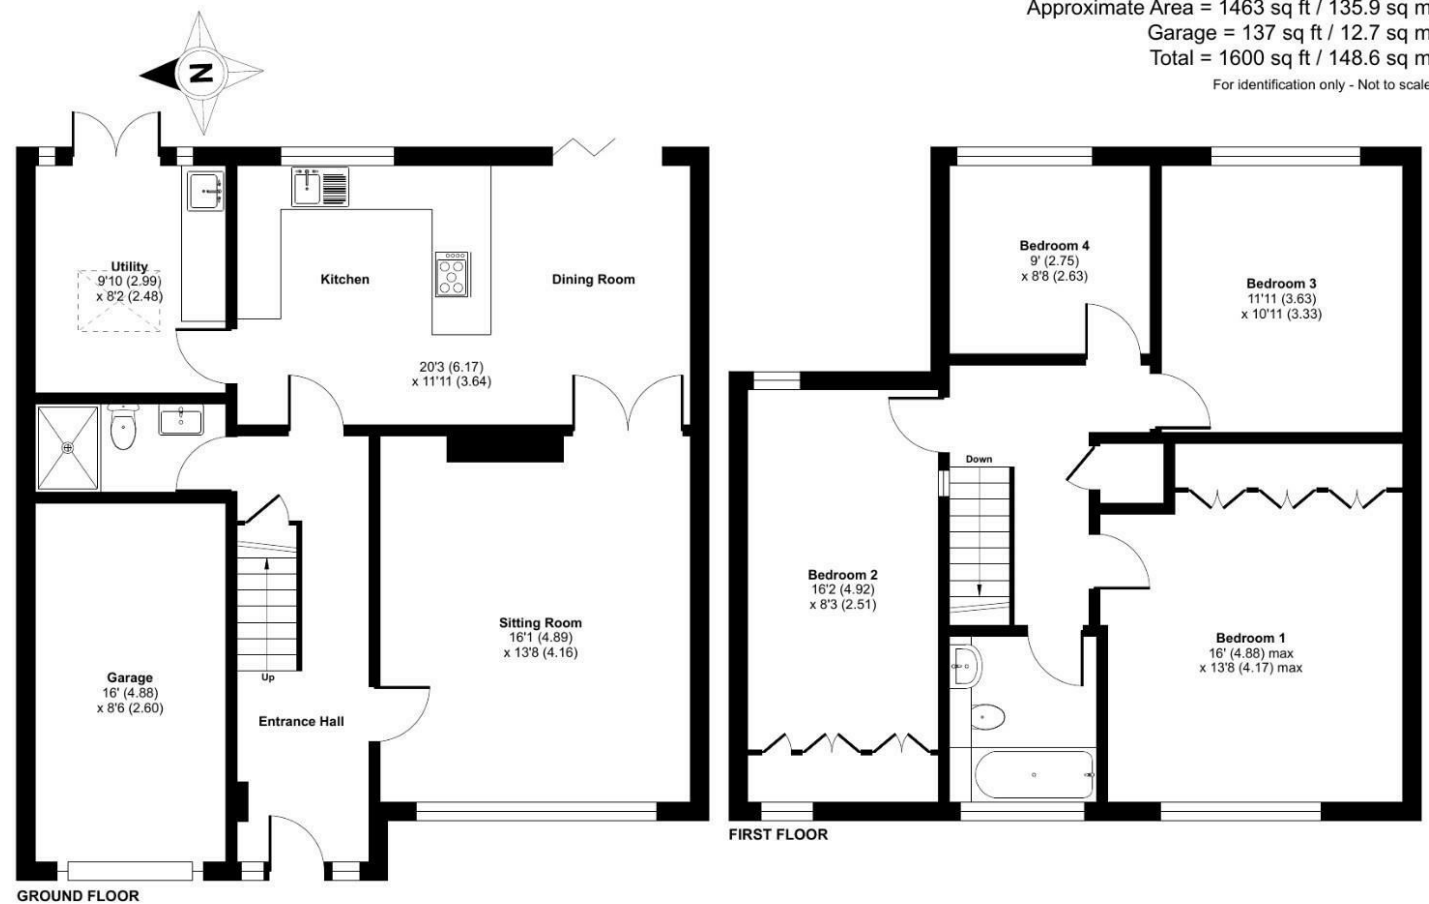 Approximate Area = 1463 sq ft / 135.9 sq m
Garage = 137 sq ft / 12.7 sq m
Total = 1600 sq ft / 148.6 sq m
For identification only - Not to scale
N
Utility
9'10 (2.99)
x 8'2 (2.48)
Kitchen
Dining Room
20'3 (6.17)
x 11'11 (3.64)
Sitting Room
16'1 (4.89)
x 13'8 (4.16)
Up
Garage
16' (4.88)
x 8'6 (2.60)
Entrance Hall
GROUND FLOOR
Bedroom 4
9' (2.75)
x 8'8 (2.63)
Bedroom 3
11'11 (3.63)
x 10'11 (3.33)
Down
Bedroom 2
16'2 (4.92)
x 8'3 (2.51)
Bedroom 1
16' (4.88) max
x 13'8 (4.17) max
FIRST FLOOR